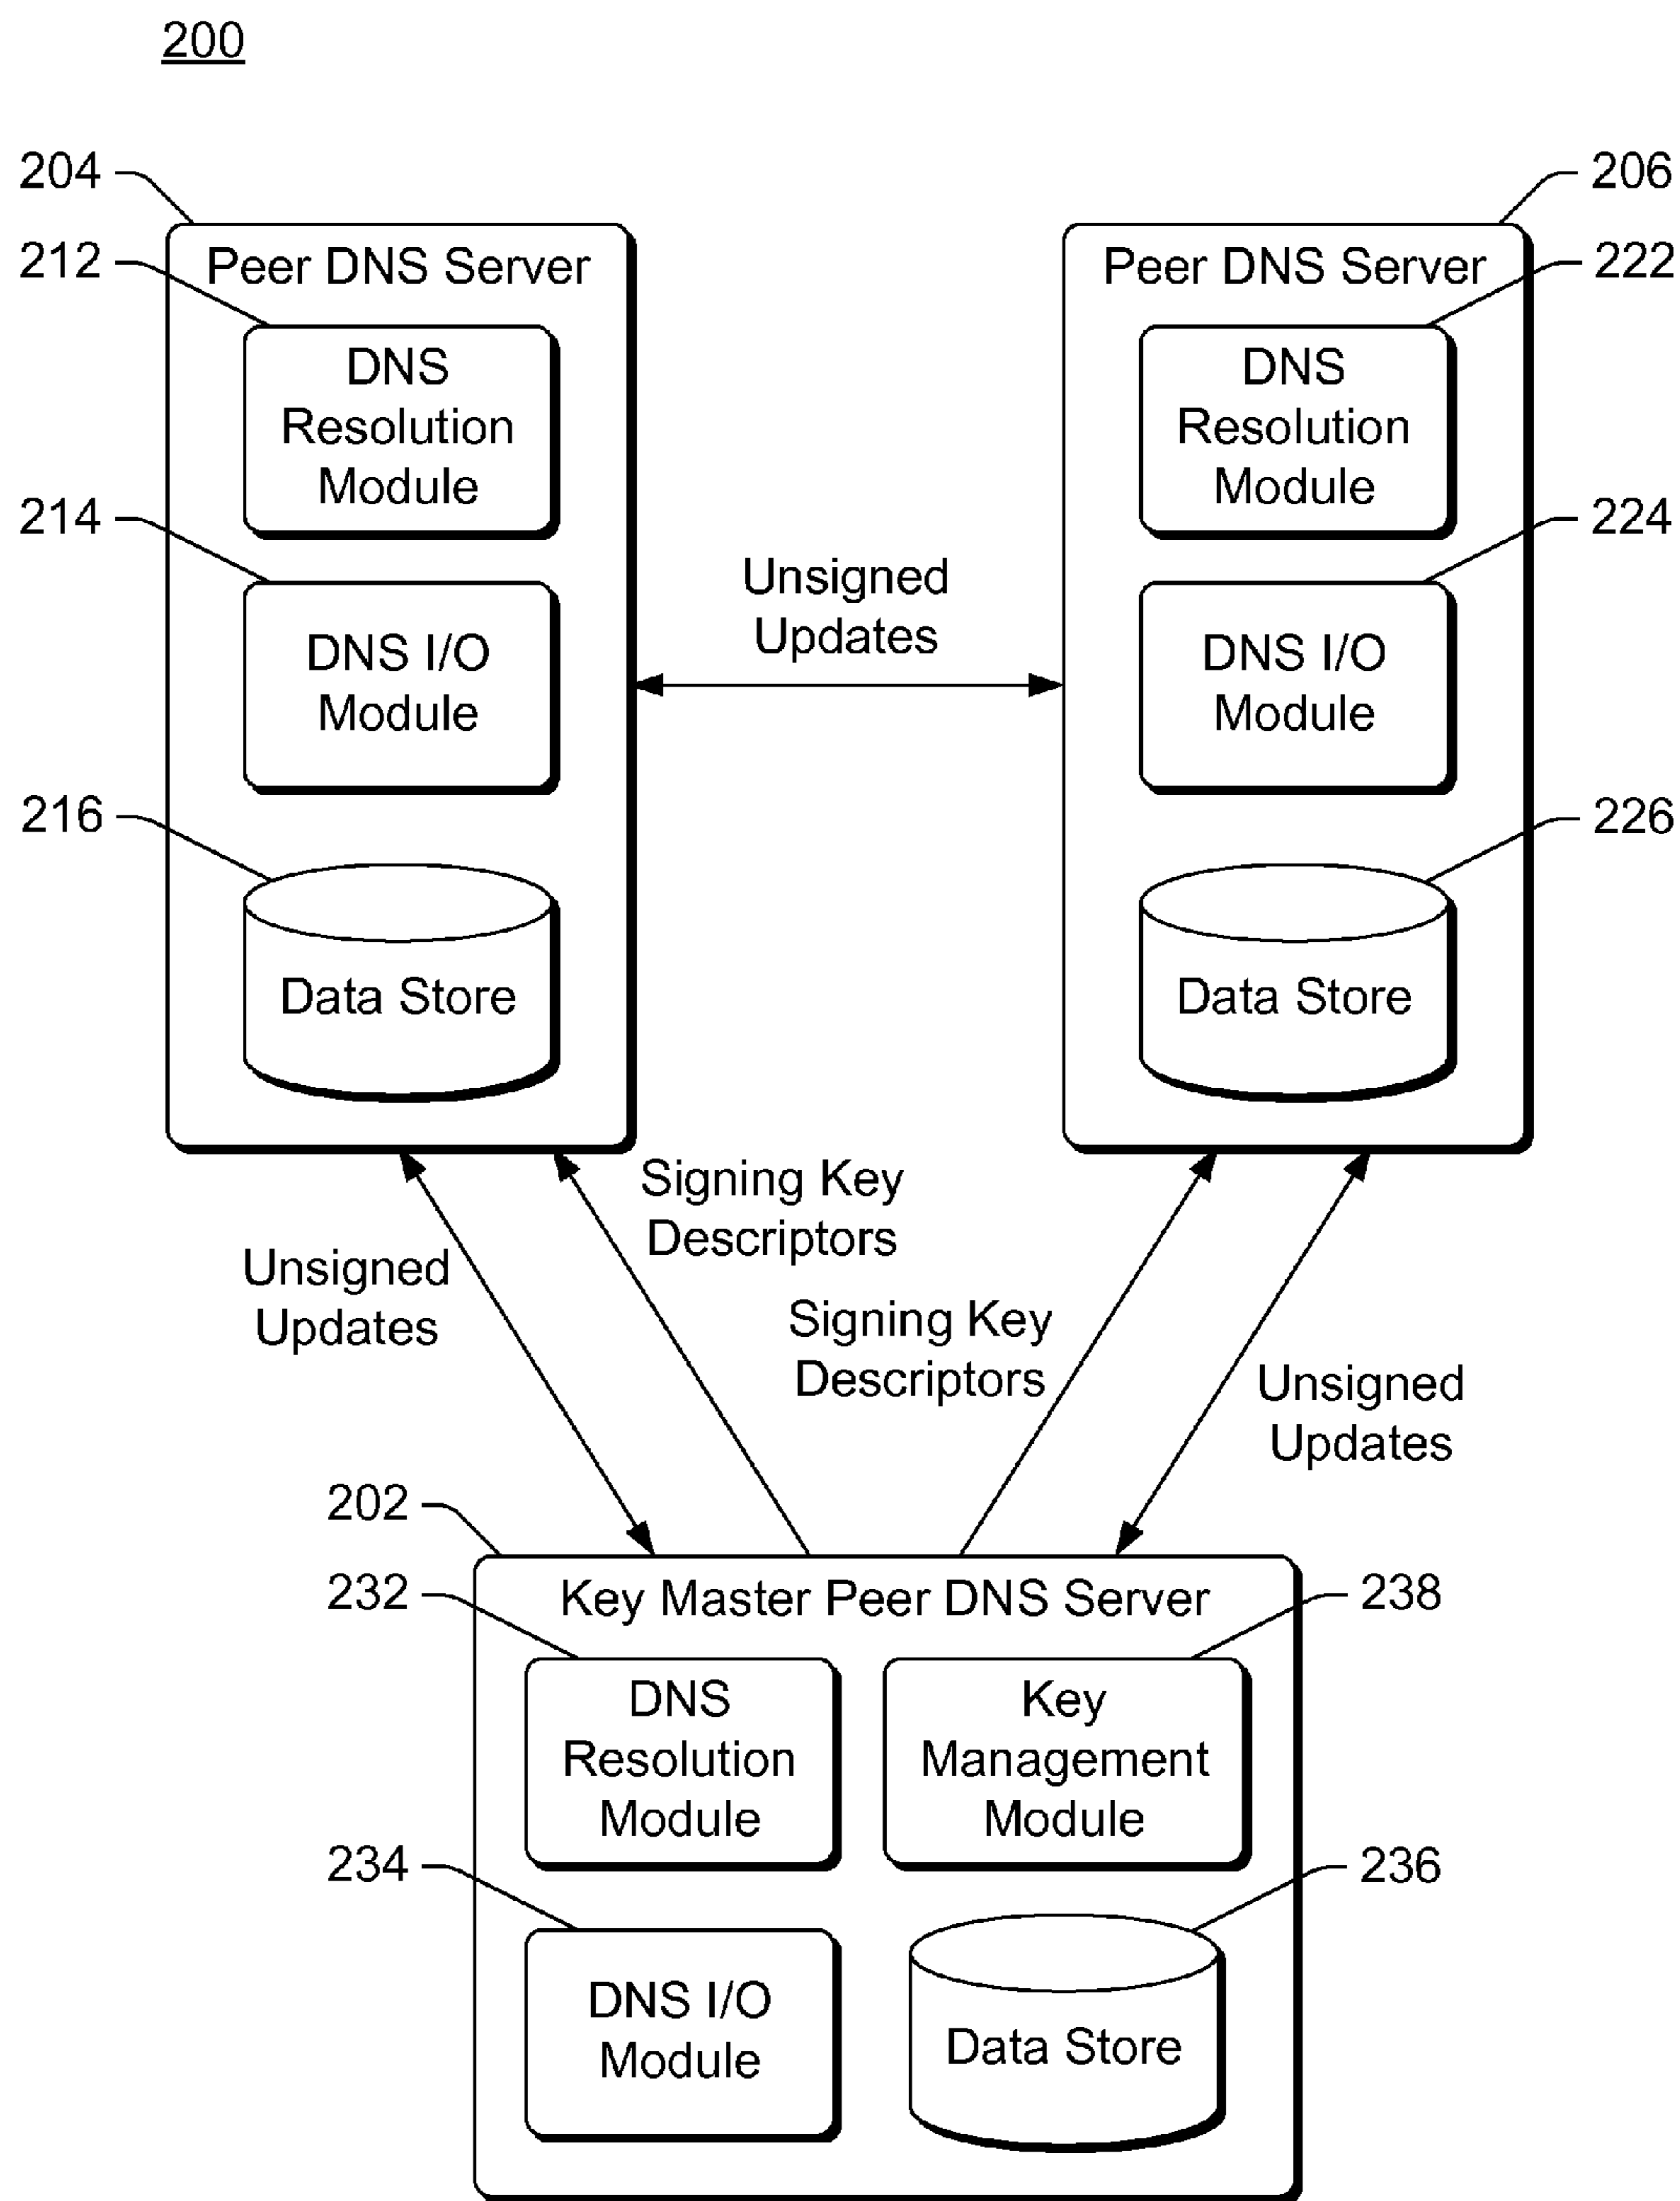 200
204
206
Peer DNS Server
Peer DNS Server
212
222
DNS
Resolution
Module
DNS
Resolution
Module
214
224
DNS I/O
Module
Unsigned
Updates
DNS I/O
Module
216
226
Data Store
Data Store
Signing Key
Descriptors
Unsigned
Updates
Signing Key
Descriptors
Unsigned
Updates
202
Key Master Peer DNS Server
232
238
DNS
Resolution
Module
Key
Management
Module
234
236
DNS I/O
Module
Data Store